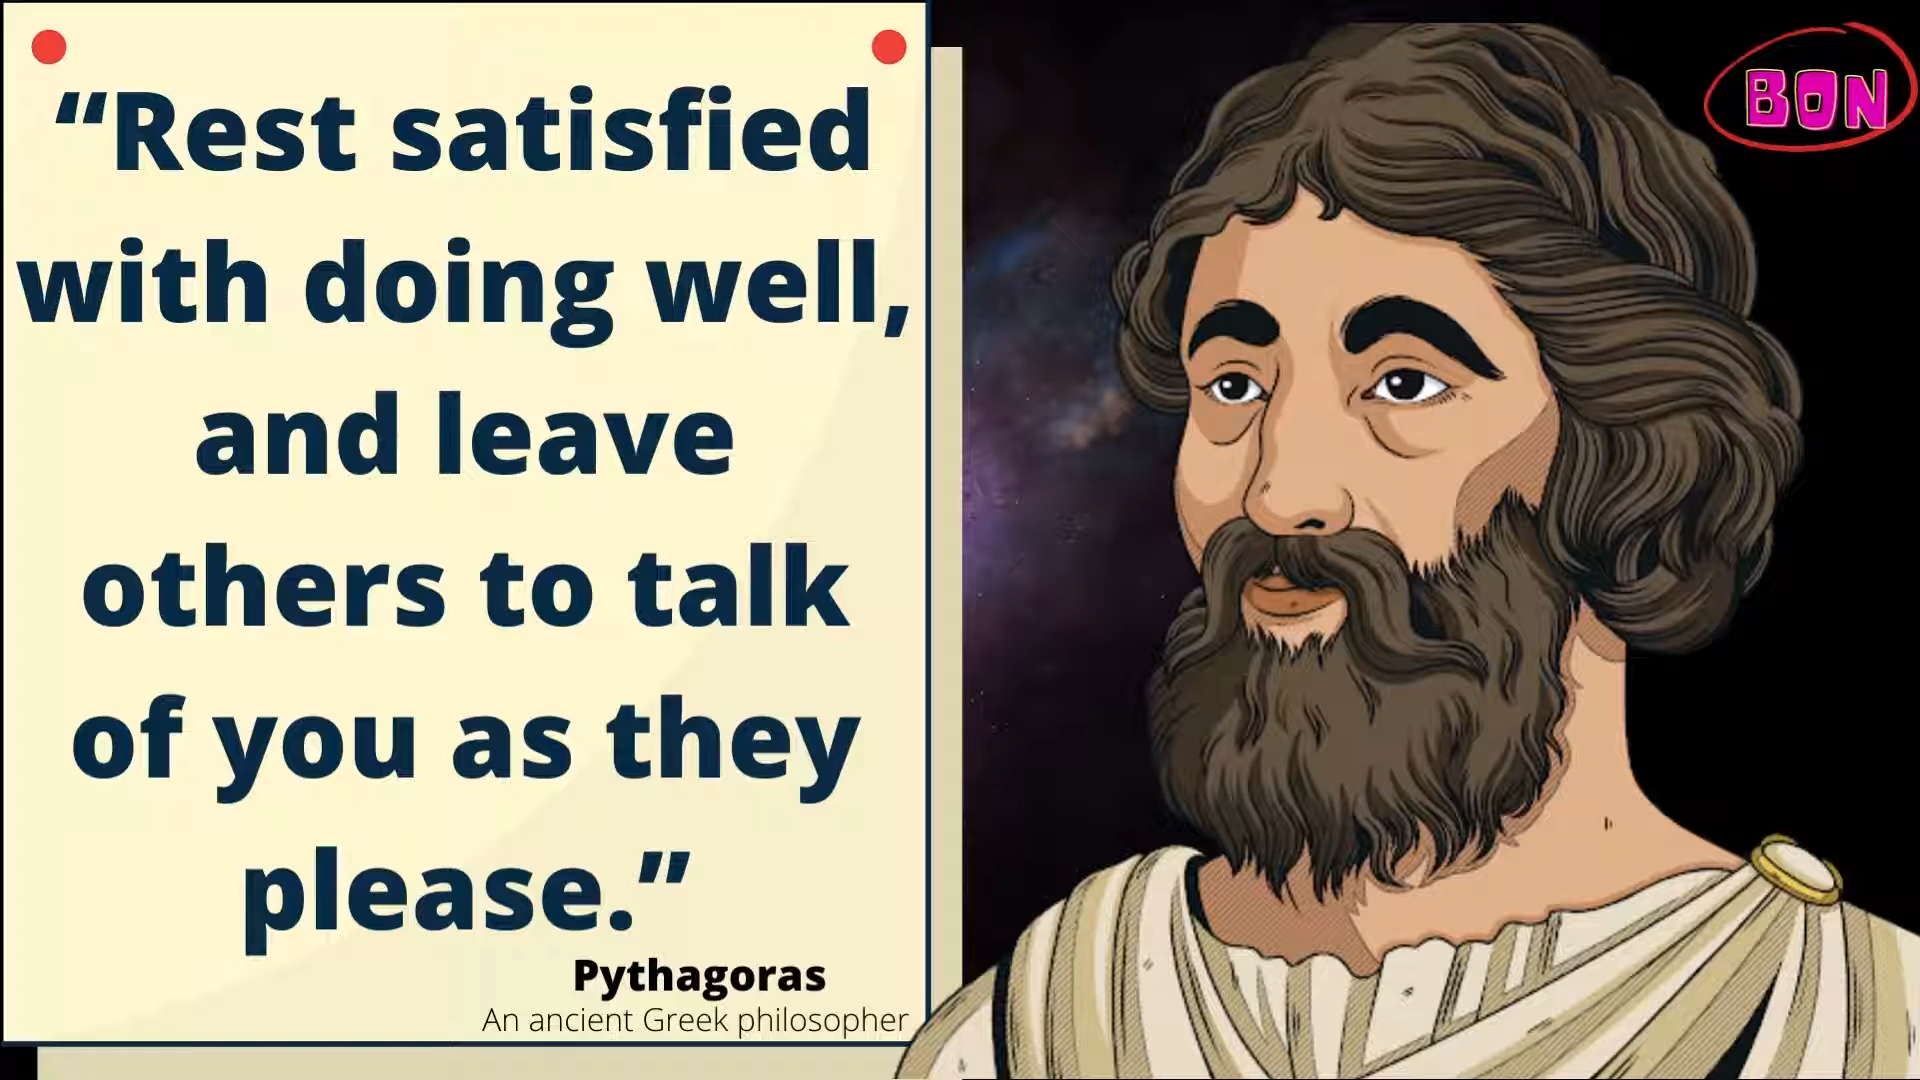 “Rest satisfied
with doing well,
and leave
others to talk
of you as they
please.”
Pythagoras
An ancient Greek philosopher
BON